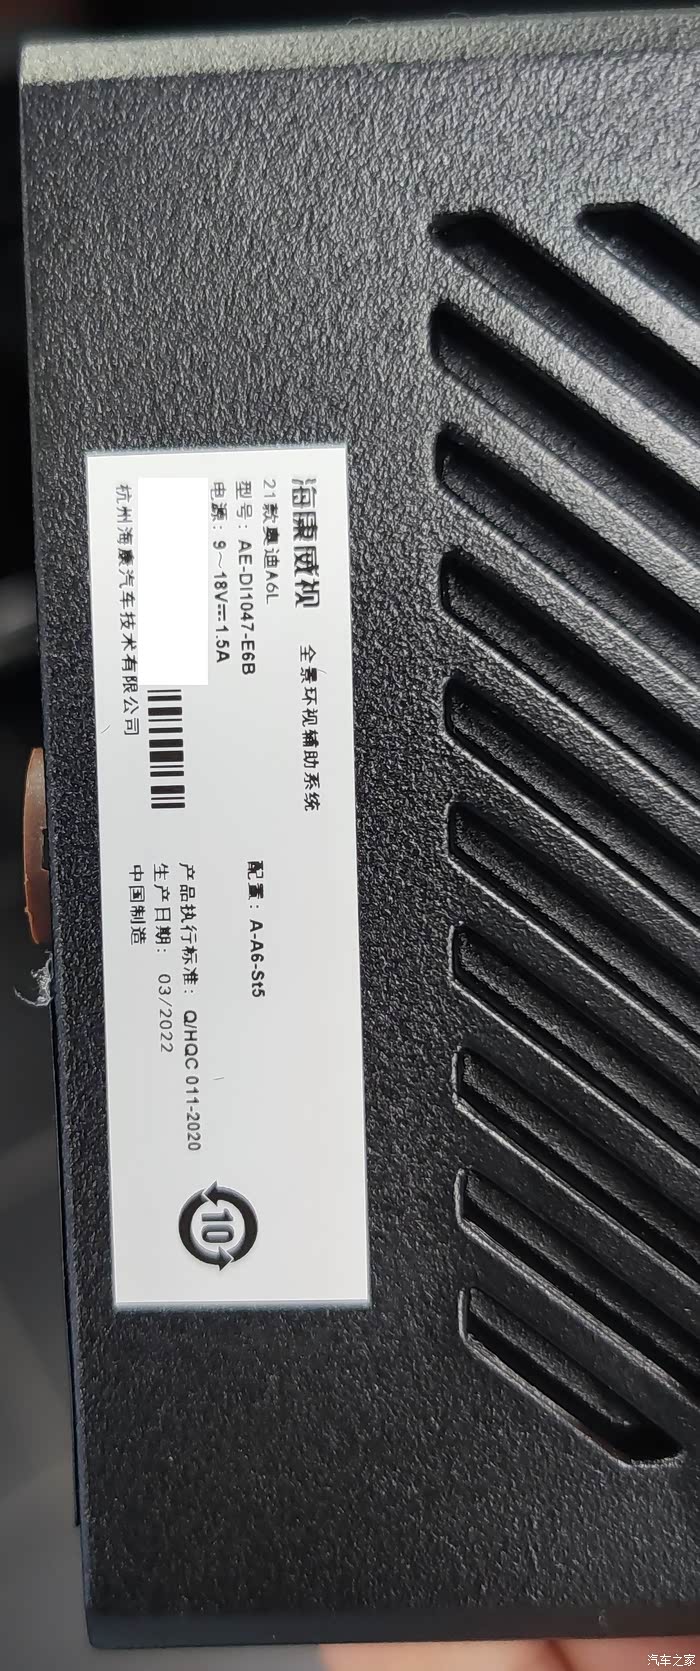 海康威视 全景环视辅助系统
21款奥迪A6L
型号：AE-DI1047-E6B 配置：A-A6-St5
电源：9～18V⎓1.5A
产品执行标准：Q/HQC 011-2020
生产日期：03/2022
杭州海康汽车技术有限公司 中国制造
10
汽车之家